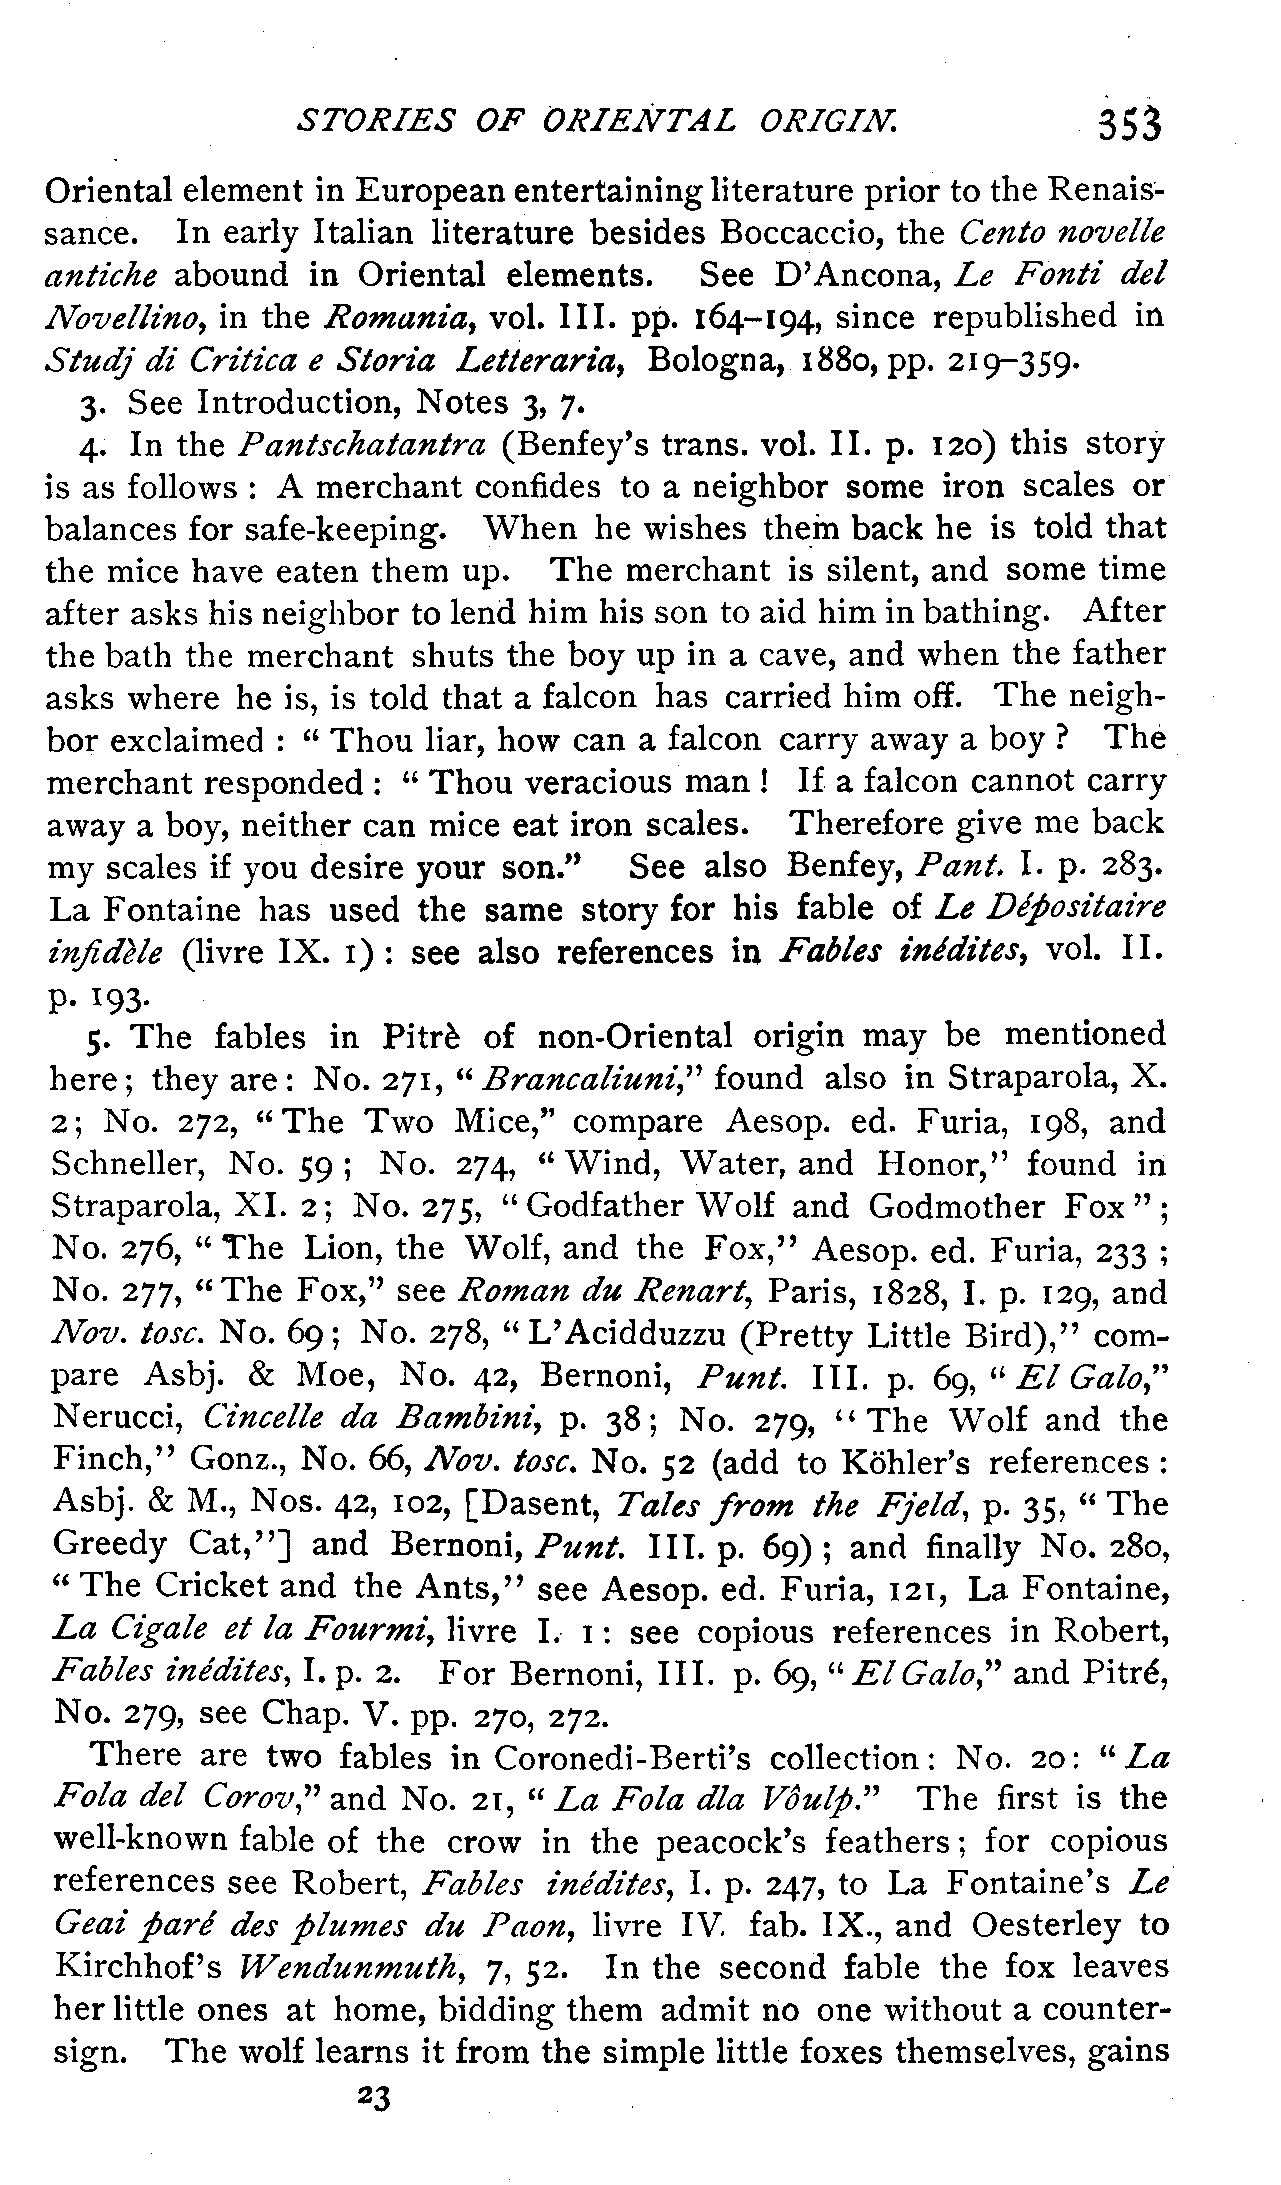 STORIES OF ORIENTAL ORIGIN. 353
Oriental element in European entertaining literature prior to the Renais-
sance. In early Italian literature besides Boccaccio, the Cento novelle
antiche abound in Oriental elements. See D'Ancona, Le Fonti del
Novellino, in the Romania, vol. III. pp. 164–194, since republished in
Studj di Critica e Storia Letteraria, Bologna, 1880, pp. 219–359.
3. See Introduction, Notes 3, 7.
4. In the Pantschatantra (Benfey's trans. vol. II. p. 120) this story
is as follows : A merchant confides to a neighbor some iron scales or
balances for safe-keeping. When he wishes them back he is told that
the mice have eaten them up. The merchant is silent, and some time
after asks his neighbor to lend him his son to aid him in bathing. After
the bath the merchant shuts the boy up in a cave, and when the father
asks where he is, is told that a falcon has carried him off. The neigh-
bor exclaimed : " Thou liar, how can a falcon carry away a boy ? The
merchant responded : " Thou veracious man ! If a falcon cannot carry
away a boy, neither can mice eat iron scales. Therefore give me back
my scales if you desire your son." See also Benfey, Pant. I. p. 283.
La Fontaine has used the same story for his fable of Le Dépositaire
infidèle (livre IX. 1) : see also references in Fables inédites, vol. II.
p. 193.
5. The fables in Pitrè of non-Oriental origin may be mentioned
here ; they are : No. 271, " Brancaliuni," found also in Straparola, X.
2 ; No. 272, " The Two Mice," compare Aesop. ed. Furia, 198, and
Schneller, No. 59 ; No. 274, " Wind, Water, and Honor," found in
Straparola, XI. 2 ; No. 275, " Godfather Wolf and Godmother Fox " ;
No. 276, " The Lion, the Wolf, and the Fox," Aesop. ed. Furia, 233 ;
No. 277, " The Fox," see Roman du Renart, Paris, 1828, I. p. 129, and
Nov. tosc. No. 69 ; No. 278, " L'Acidduzzu (Pretty Little Bird)," com-
pare Asbj. & Moe, No. 42, Bernoni, Punt. III. p. 69, " El Galo,"
Nerucci, Cincelle da Bambini, p. 38 ; No. 279, " The Wolf and the
Finch," Gonz., No. 66, Nov. tosc. No. 52 (add to Köhler's references :
Asbj. & M., Nos. 42, 102, [Dasent, Tales from the Fjeld, p. 35, " The
Greedy Cat,"] and Bernoni, Punt. III. p. 69) ; and finally No. 280,
" The Cricket and the Ants," see Aesop. ed. Furia, 121, La Fontaine,
La Cigale et la Fourmi, livre I. 1 : see copious references in Robert,
Fables inédites, I. p. 2. For Bernoni, III. p. 69, " El Galo," and Pitré,
No. 279, see Chap. V. pp. 270, 272.
There are two fables in Coronedi-Berti's collection : No. 20 : " La
Fola del Corov," and No. 21, " La Fola dla Vôulp." The first is the
well-known fable of the crow in the peacock's feathers ; for copious
references see Robert, Fables inédites, I. p. 247, to La Fontaine's Le
Geai paré des plumes du Paon, livre IV. fab. IX., and Oesterley to
Kirchhof's Wendunmuth, 7, 52. In the second fable the fox leaves
her little ones at home, bidding them admit no one without a counter-
sign. The wolf learns it from the simple little foxes themselves, gains
23